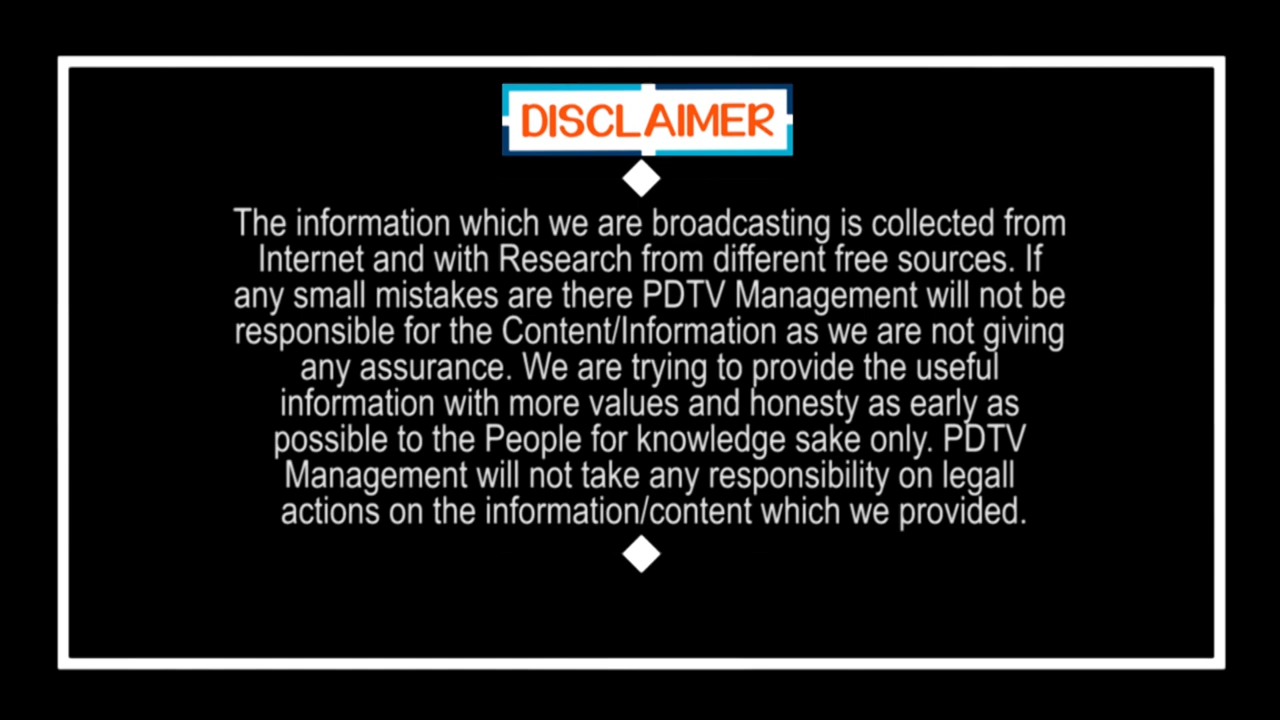 DISCLAIMER
The information which we are broadcasting is collected from
Internet and with Research from different free sources. If
any small mistakes are there PDTV Management will not be
responsible for the Content/Information as we are not giving
any assurance. We are trying to provide the useful
information with more values and honesty as early as
possible to the People for knowledge sake only. PDTV
Management will not take any responsibility on legall
actions on the information/content which we provided.